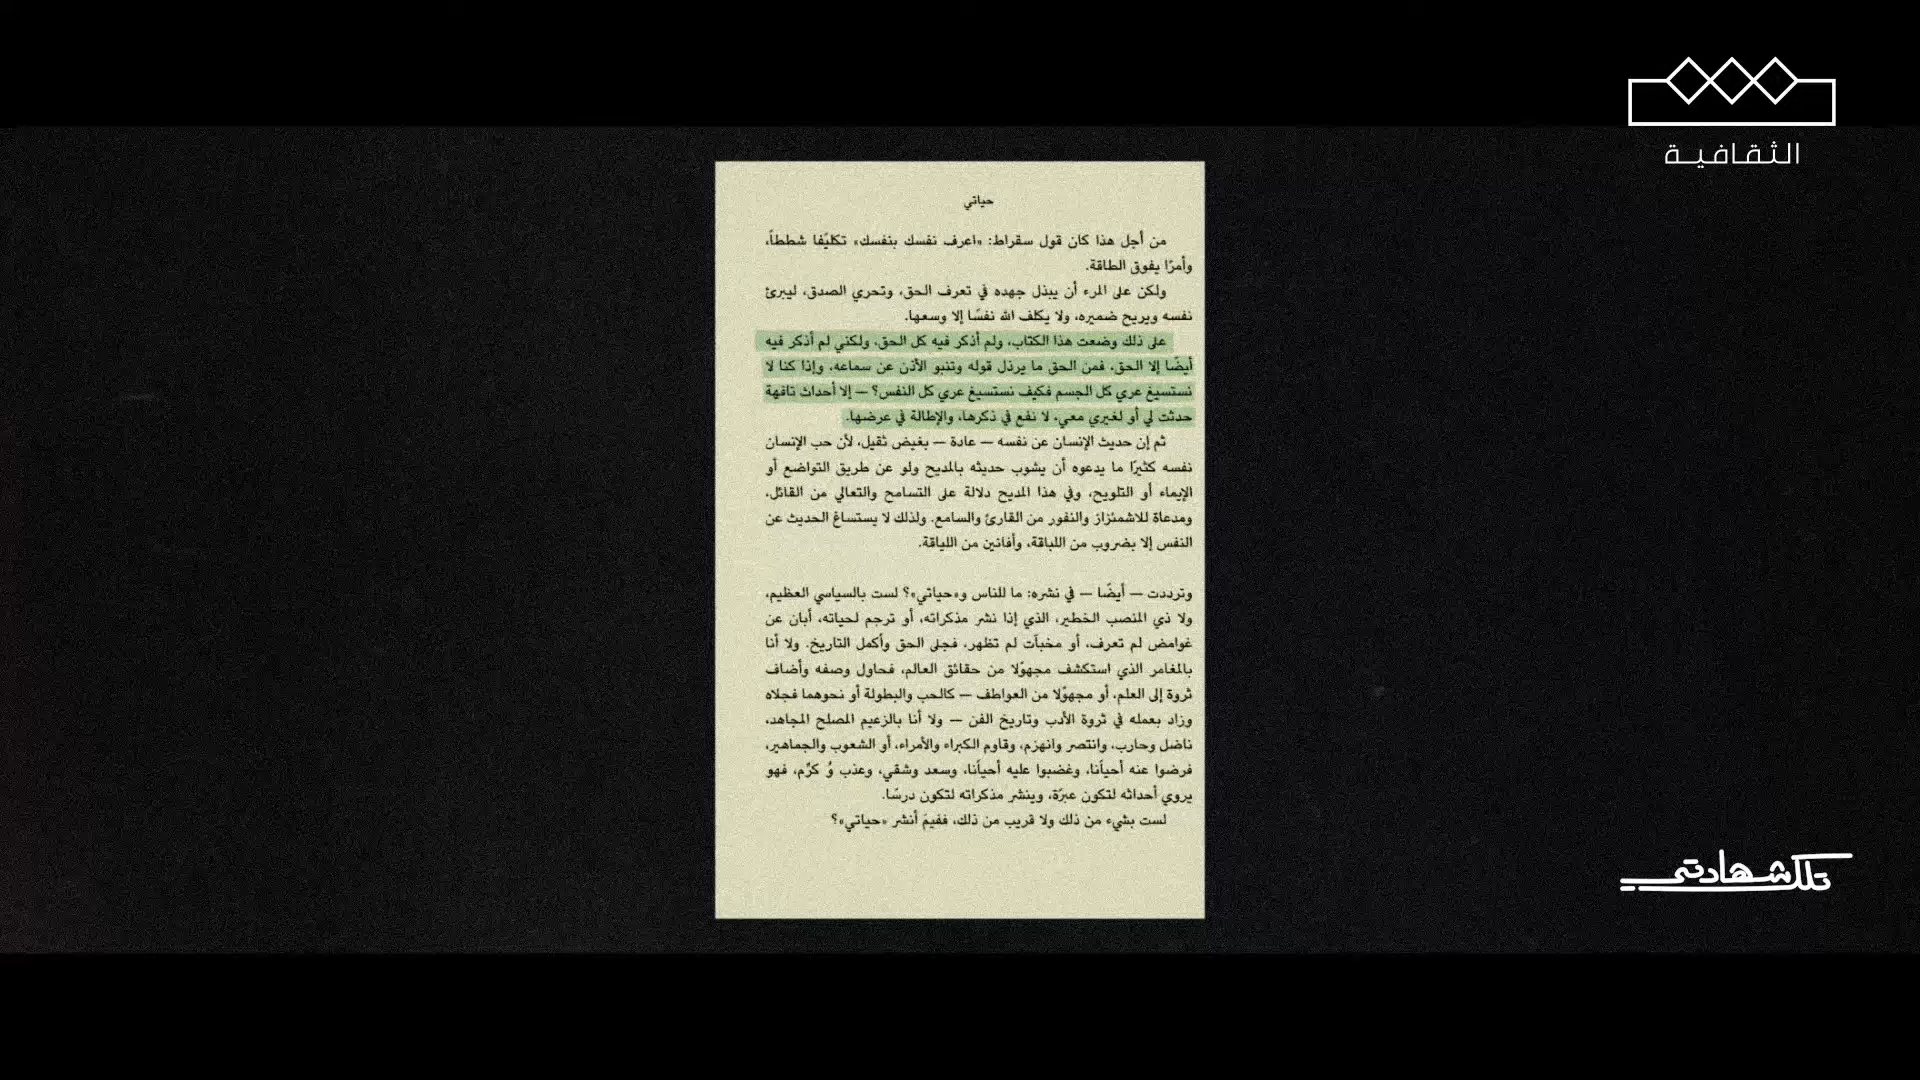 الثقافية
حياتي
من أجل هذا كان قول سقراط: «اعرف نفسك بنفسك» تكليًفا شططاً،
وأمرًا يفوق الطاقة.
ولكن على المرء أن يبذل جهده في تعرف الحق، وتحري الصدق، ليبرئ
نفسه ويريح ضميره، ولا يكلف الله نفسًا إلا وسعها.
على ذلك وضعت هذا الكتاب، ولم أذكر فيه كل الحق، ولكني لم أذكر فيه
أيضًا إلا الحق، فمن الحق ما يرذل قوله وتنبو الأذن عن سماعه، وإذا كنا لا
نستسيغ عري كل الجسم فكيف نستسيغ عري كل النفس؟ — إلا أحداث تافهة
حدثت لي أو لغيري معي، لا نفع في ذكرها، والإطالة في عرضها.
ثم إن حديث الإنسان عن نفسه — عادة — بغيض ثقيل، لأن حب الإنسان
نفسه كثيرًا ما يدعوه أن يشوب حديثه بالمديح ولو عن طريق التواضع أو
الإيماء أو التلويح، وفي هذا المديح دلالة على التسامح والتعالي من القائل،
ومدعاة للاشمئزاز والنفور من القارئ والسامع. ولذلك لا يستساغ الحديث عن
النفس إلا بضروب من اللباقة، وأفانين من اللياقة.
وترددت — أيضًا — في نشره: ما للناس و«حياتي»؟ لست بالسياسي العظيم،
ولا ذي المنصب الخطير، الذي إذا نشر مذكراته، أو ترجم لحياته، أبان عن
غوامض لم تعرف، أو مخبآت لم تظهر، فجلى الحق وأكمل التاريخ. ولا أنا
بالمغامر الذي استكشف مجهوًلا من حقائق العالم، فحاول وصفه وأضاف
ثروة إلى العلم، أو مجهوًلا من العواطف — كالحب والبطولة أو نحوهما فجلاه
وزاد بعمله في ثروة الأدب وتاريخ الفن — ولا أنا بالزعيم المصلح المجاهد،
ناضل وحارب، وانتصر وانهزم، وقاوم الكبراء والأمراء، أو الشعوب والجماهير،
فرضوا عنه أحياًنا، وغضبوا عليه أحياًنا، وسعد وشقي، وعذب وُ كرِّم، فهو
يروي أحداثه لتكون عبرًة، وينشر مذكراته لتكون درسًا.
لست بشيء من ذلك ولا قريب من ذلك، ففيمَ أنشر «حياتي»؟
تلك شهادتي